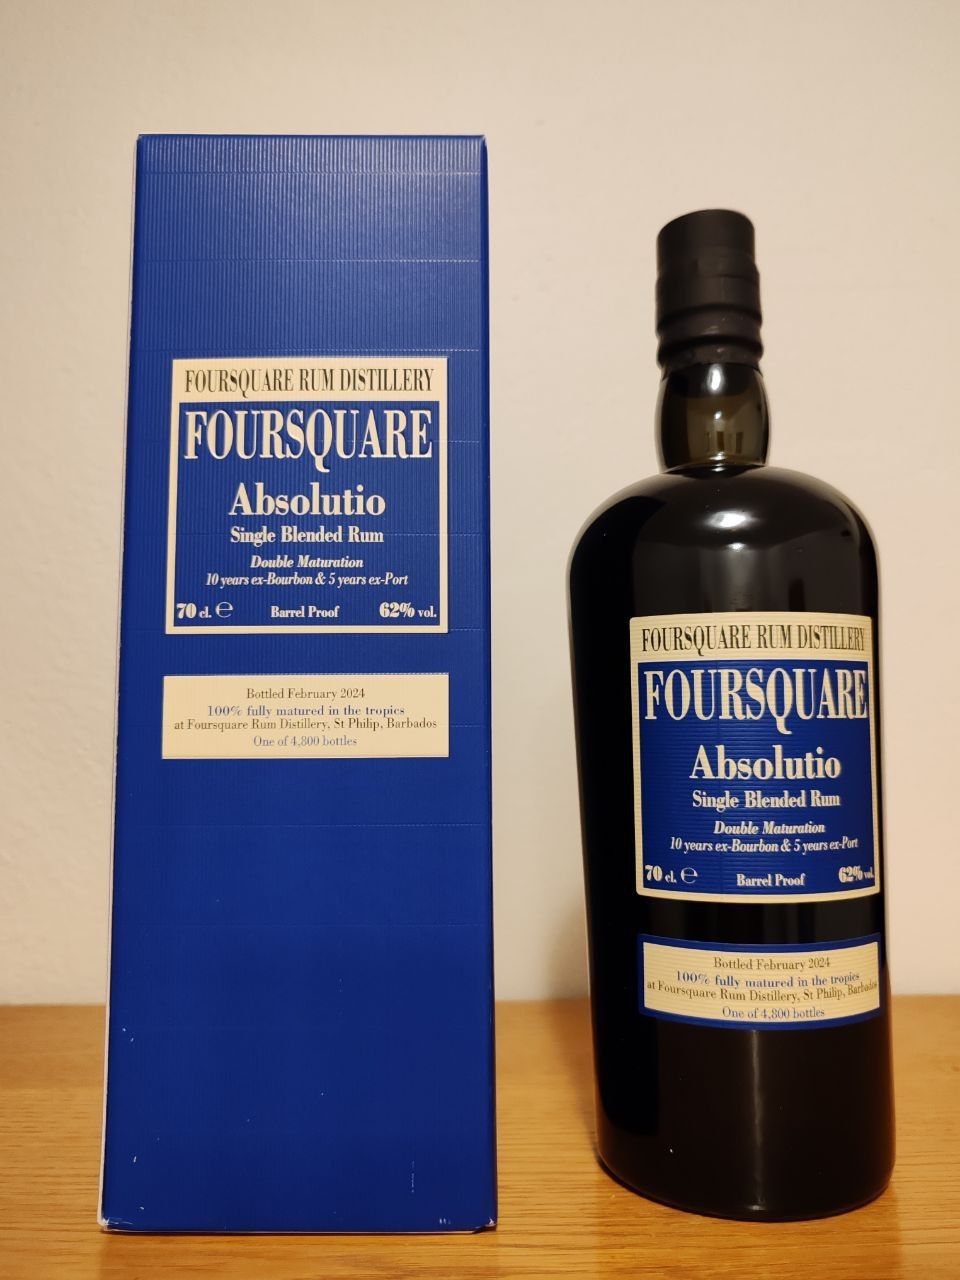 FOURSQUARE RUM DISTILLERY
FOURSQUARE
Absolutio
Single Blended Rum
Double Maturation
10 years ex-Bourbon & 5 years ex-Port
70 cl. ℮ Barrel Proof 62% vol.
Bottled February 2024
100% fully matured in the tropics
at Foursquare Rum Distillery, St Philip, Barbados
One of 4,800 bottles
FOURSQUARE RUM DISTILLERY
FOURSQUARE
Absolutio
Single Blended Rum
Double Maturation
10 years ex-Bourbon & 5 years ex-Port
70 cl. ℮ Barrel Proof 62% vol.
Bottled February 2024
100% fully matured in the tropics
at Foursquare Rum Distillery, St Philip, Barbados
One of 4,800 bottles